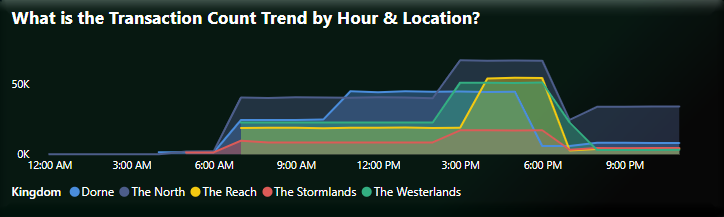 What is the Transaction Count Trend by Hour & Location?
50K
0K
12:00 AM 3:00 AM 6:00 AM 9:00 AM 12:00 PM 3:00 PM 6:00 PM 9:00 PM
Kingdom Dorne The North The Reach The Stormlands The Westerlands